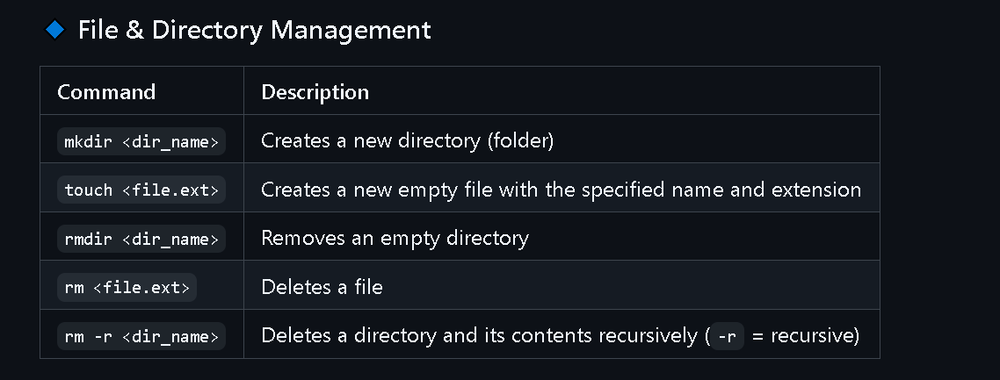 File & Directory Management
Command Description
mkdir <dir_name> Creates a new directory (folder)
touch <file.ext> Creates a new empty file with the specified name and extension
rmdir <dir_name> Removes an empty directory
rm <file.ext> Deletes a file
rm -r <dir_name> Deletes a directory and its contents recursively ( -r = recursive)